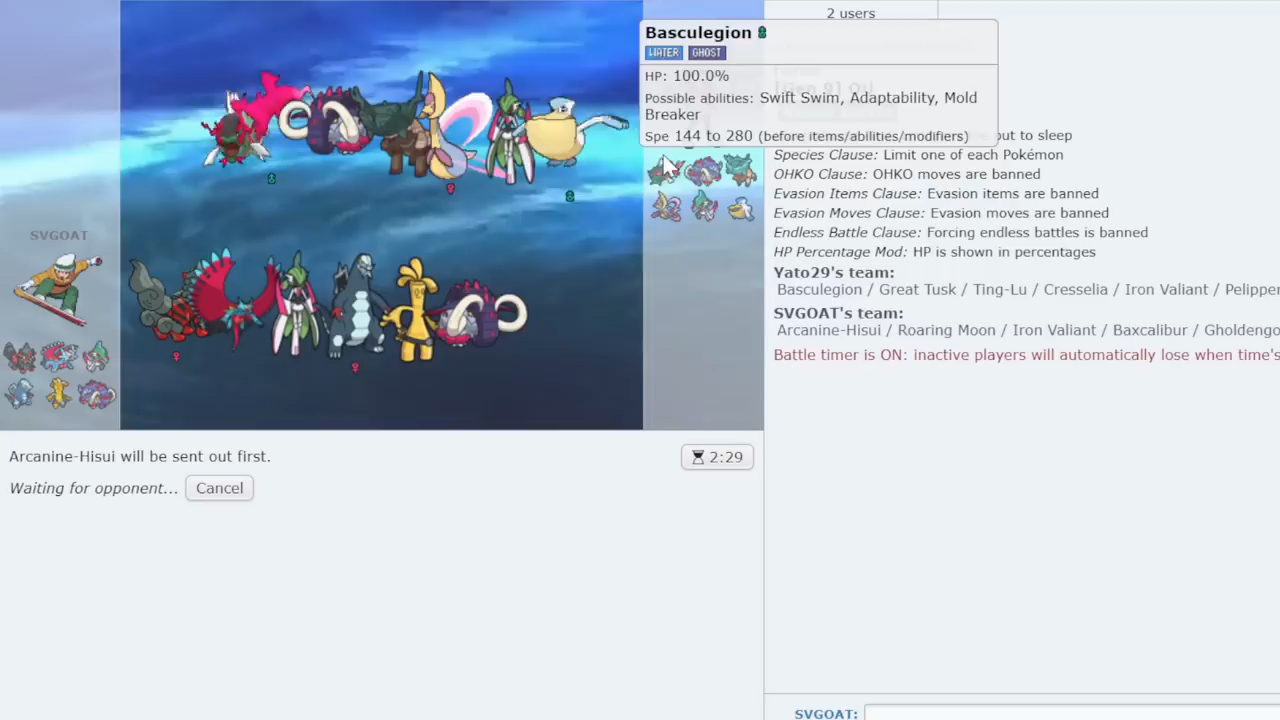 2 users
Basculegion
WATER GHOST
HP: 100.0%
Possible abilities: Swift Swim, Adaptability, Mold
Breaker
Spe 144 to 280 (before items/abilities/modifiers)
put to sleep
Species Clause: Limit one of each Pokémon
OHKO Clause: OHKO moves are banned
Evasion Items Clause: Evasion items are banned
Evasion Moves Clause: Evasion moves are banned
Endless Battle Clause: Forcing endless battles is banned
HP Percentage Mod: HP is shown in percentages
Yato29's team:
Basculegion / Great Tusk / Ting-Lu / Cresselia / Iron Valiant / Pelipper
SVGOAT's team:
Arcanine-Hisui / Roaring Moon / Iron Valiant / Baxcalibur / Gholdengo
Battle timer is ON: inactive players will automatically lose when time's
SVGOAT
Arcanine-Hisui will be sent out first.
2:29
Waiting for opponent... Cancel
SVGOAT: